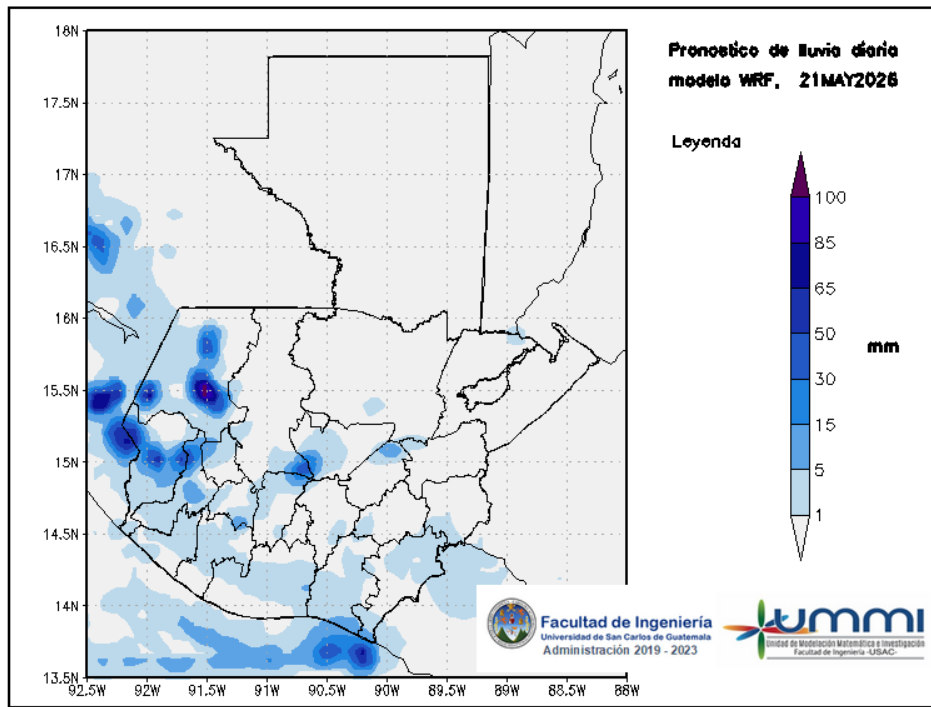 Pronostico de lluvia diaria
modelo WRF, 21MAY2026
Leyenda
100
85
65
50
30
15
5
1
mm
18N
17.5N
17N
16.5N
16N
15.5N
15N
14.5N
14N
13.5N
92.5W 92W 91.5W 91W 90.5W 90W 89.5W 89W 88.5W 88W
Facultad de Ingeniería
Universidad de San Carlos de Guatemala
Administración 2019 - 2023
UMMI
Unidad de Modelación Matemática e Investigación
Facultad de Ingeniería -USAC-